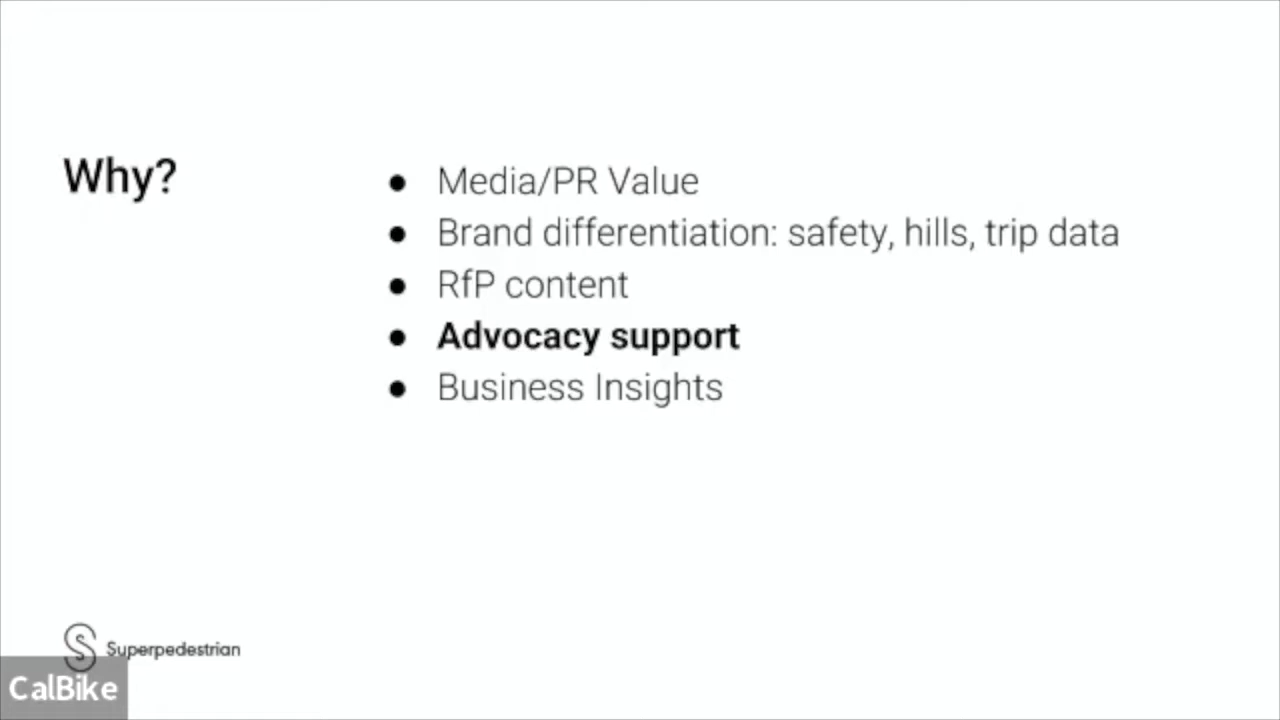 Why?
● Media/PR Value
● Brand differentiation: safety, hills, trip data
● RfP content
● Advocacy support
● Business Insights
Superpedestrian
CalBike